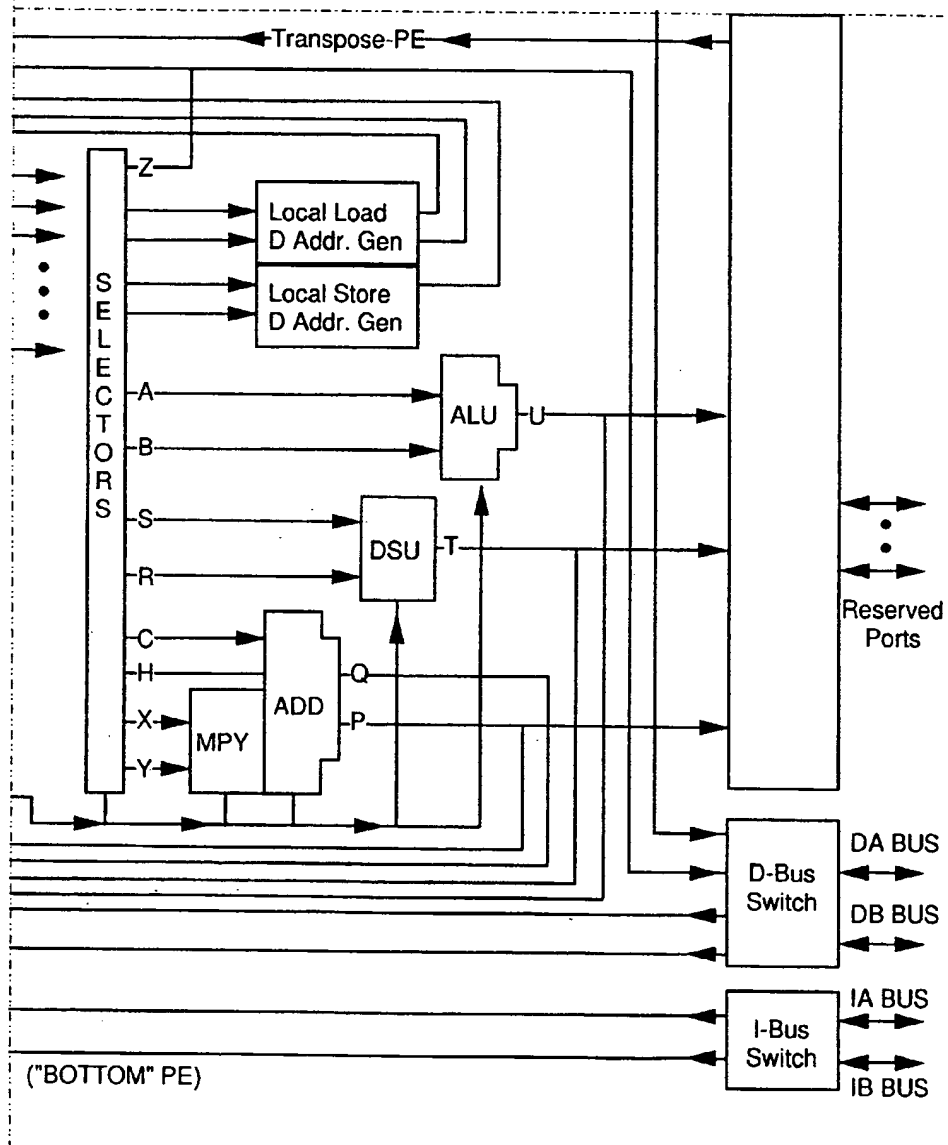 Transpose-PE
Z
Local Load
D Addr. Gen
Local Store
D Addr. Gen
SELECTORS
A
B
ALU
U
S
R
DSU
T
Reserved
Ports
C
H
X
Y
MPY
ADD
Q
P
D-Bus
Switch
DA BUS
DB BUS
I-Bus
Switch
IA BUS
IB BUS
("BOTTOM" PE)